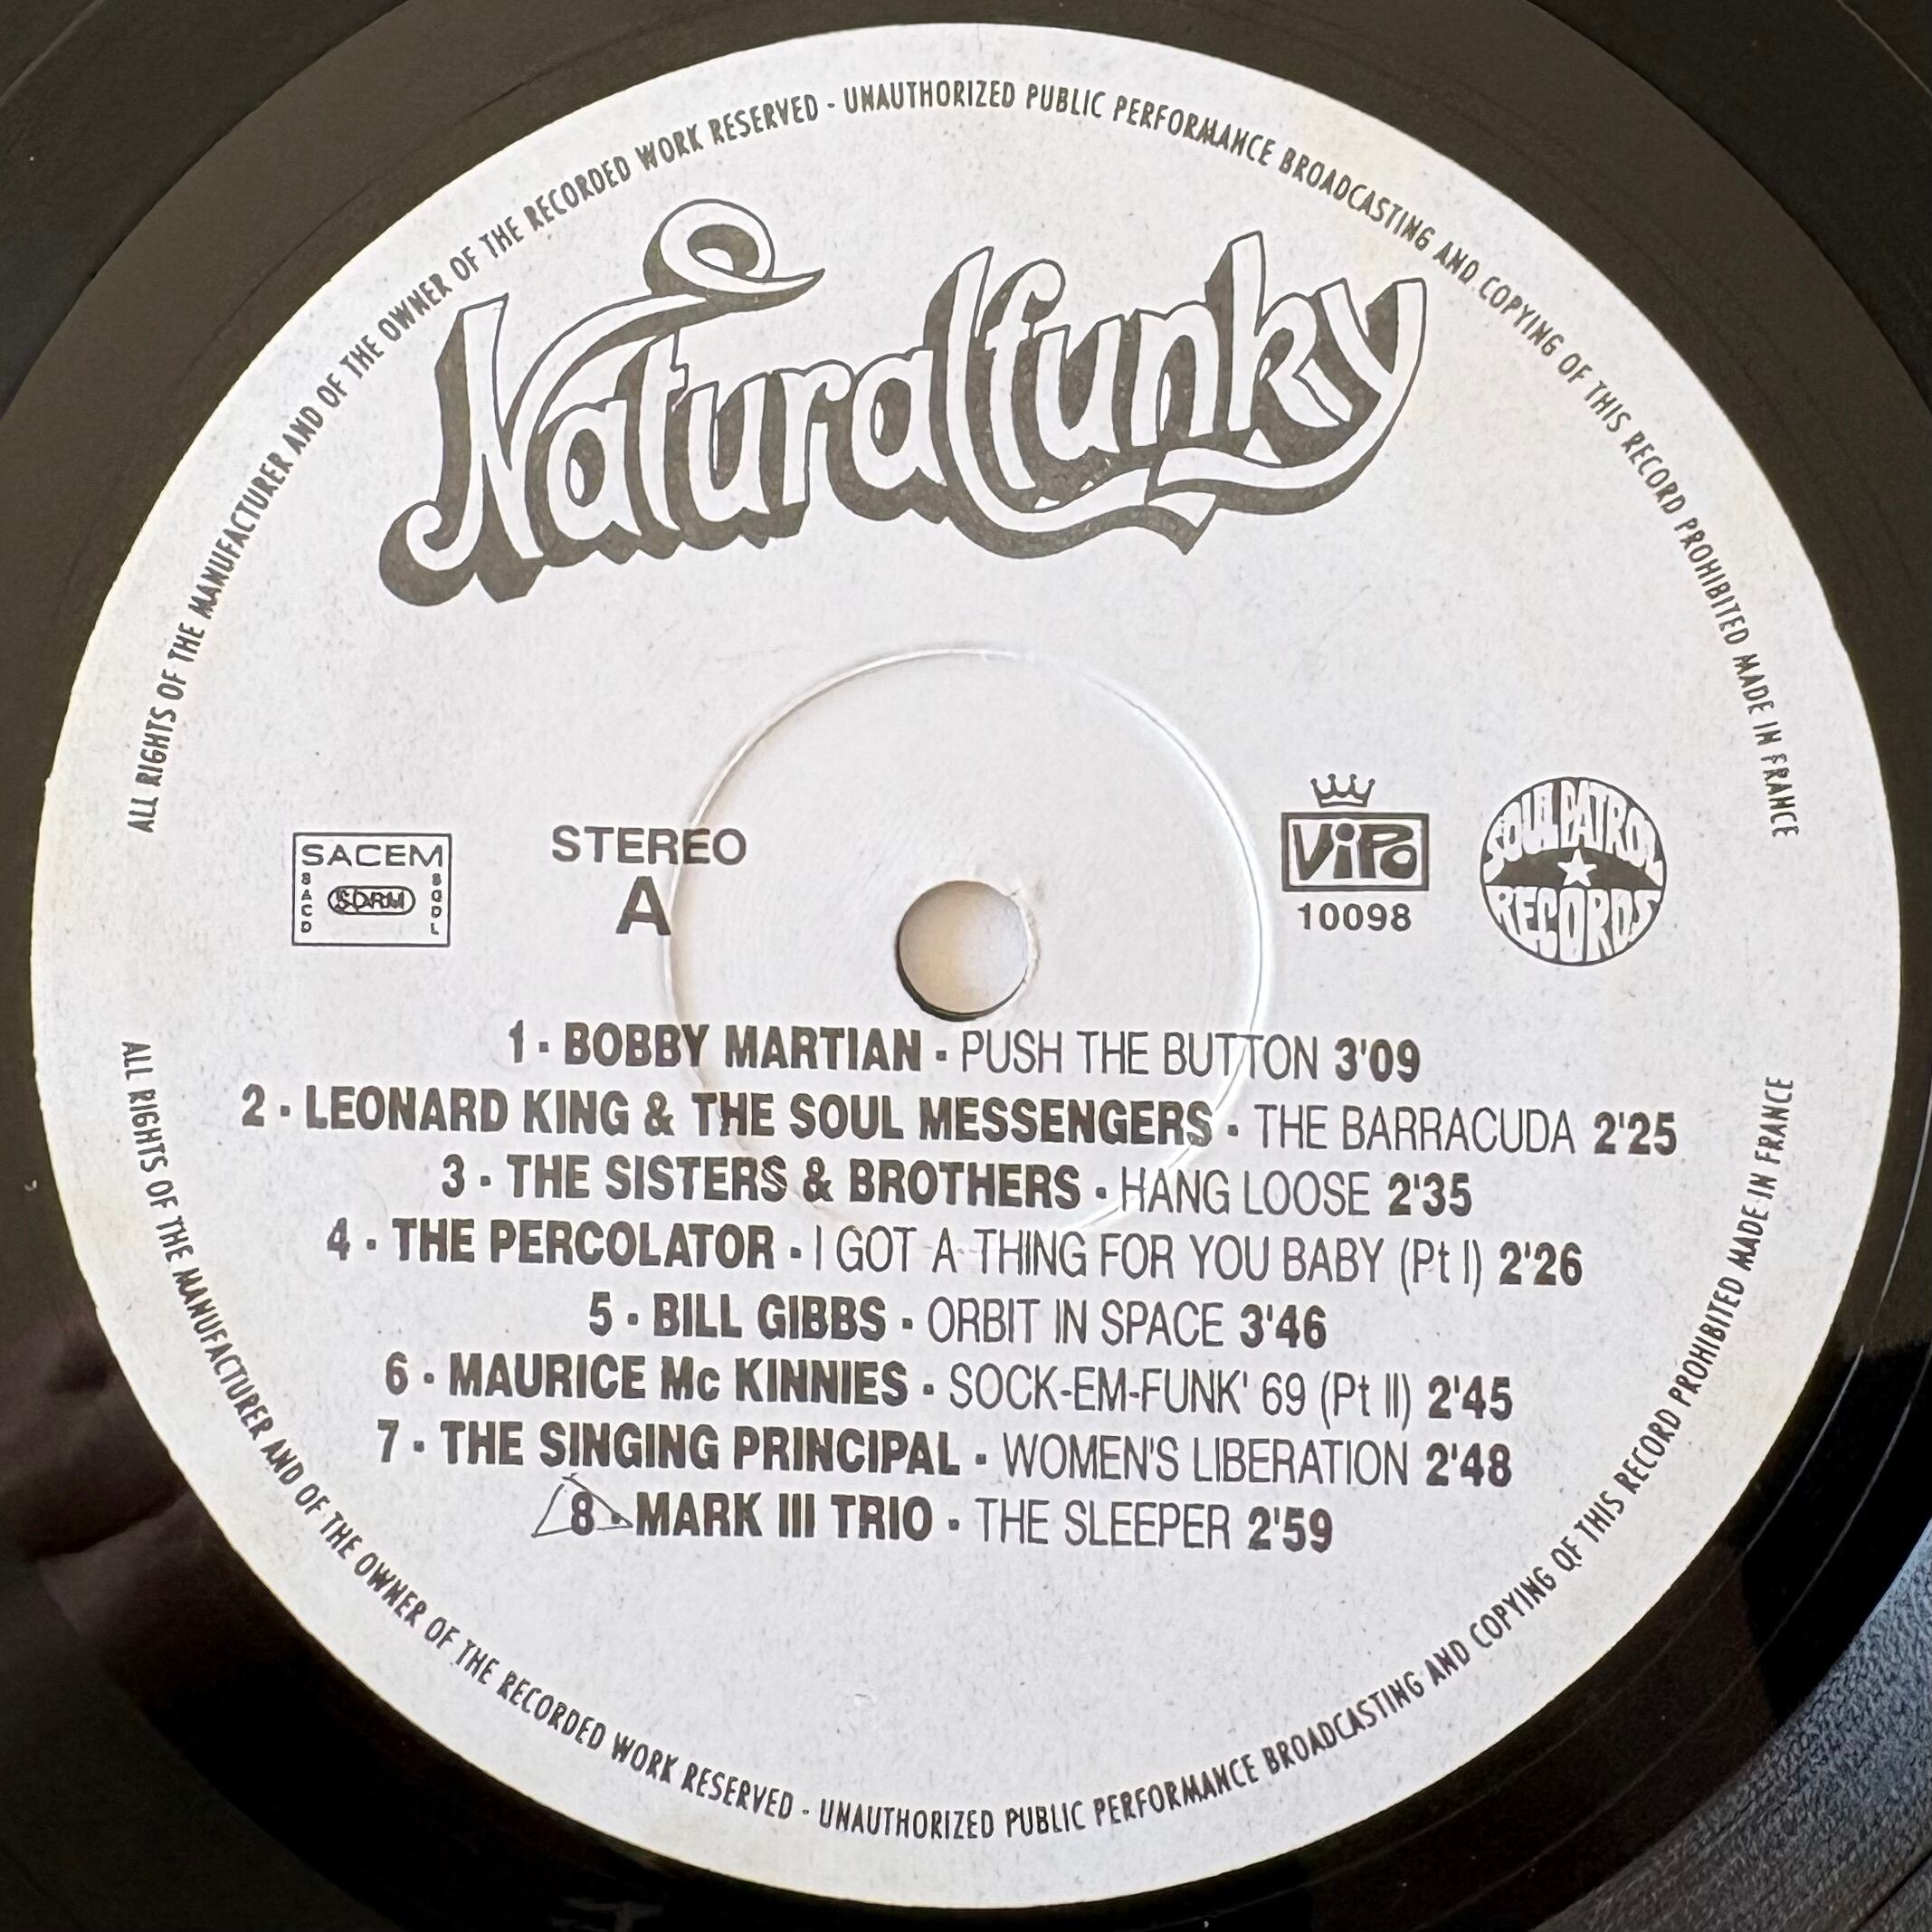 ALL RIGHTS OF THE MANUFACTURER AND OF THE OWNER OF THE RECORDED WORK RESERVED - UNAUTHORIZED PUBLIC PERFORMANCE BROADCASTING AND COPYING OF THIS RECORD PROHIBITED MADE IN FRANCE
Naturalfunky
SACEM
SACD
SDRM
SGDL
STEREO
A
ViPO
10098
SOUL PATROL
RECORDS
1 - BOBBY MARTIAN - PUSH THE BUTTON 3'09
2 - LEONARD KING & THE SOUL MESSENGERS - THE BARRACUDA 2'25
3 - THE SISTERS & BROTHERS - HANG LOOSE 2'35
4 - THE PERCOLATOR - I GOT A THING FOR YOU BABY (Pt I) 2'26
5 - BILL GIBBS - ORBIT IN SPACE 3'46
6 - MAURICE Mc KINNIES - SOCK-EM-FUNK' 69 (Pt II) 2'45
7 - THE SINGING PRINCIPAL - WOMEN'S LIBERATION 2'48
8 - MARK III TRIO - THE SLEEPER 2'59
ALL RIGHTS OF THE MANUFACTURER AND OF THE OWNER OF THE RECORDED WORK RESERVED - UNAUTHORIZED PUBLIC PERFORMANCE BROADCASTING AND COPYING OF THIS RECORD PROHIBITED MADE IN FRANCE